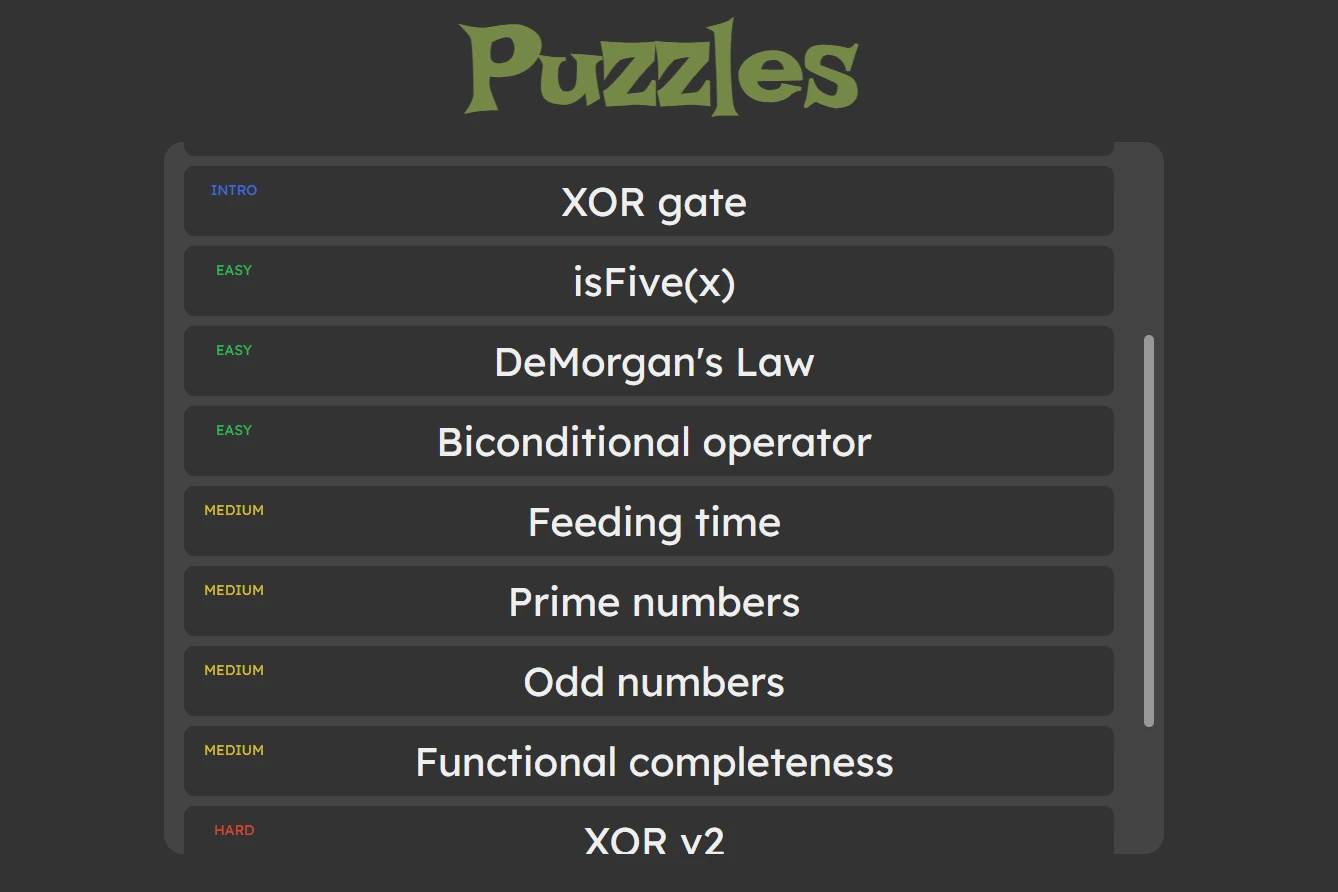 Puzzles
INTRO
XOR gate
EASY
isFive(x)
EASY
DeMorgan's Law
EASY
Biconditional operator
MEDIUM
Feeding time
MEDIUM
Prime numbers
MEDIUM
Odd numbers
MEDIUM
Functional completeness
HARD
XOR v2